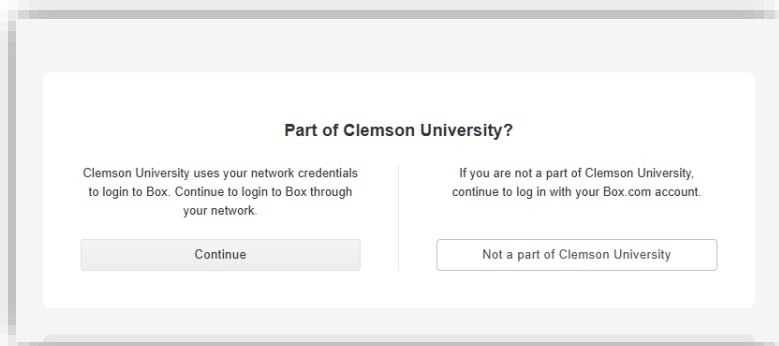 Part of Clemson University?
Clemson University uses your network credentials
to login to Box. Continue to login to Box through
your network.
Continue
If you are not a part of Clemson University,
continue to log in with your Box.com account.
Not a part of Clemson University